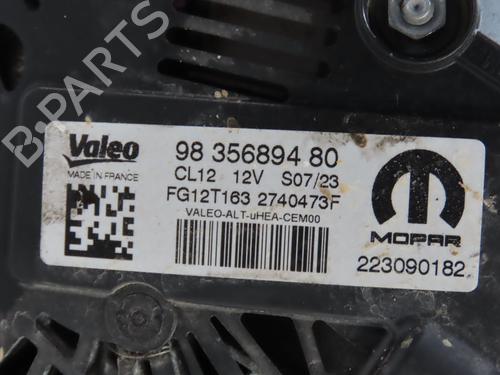 Valeo
MADE IN FRANCE
98 356894 80
CL12 12V S07/23
FG12T163 2740473F
VALEO-ALT-uHEA-CEM00
MOPAR
223090182
B-PARTS